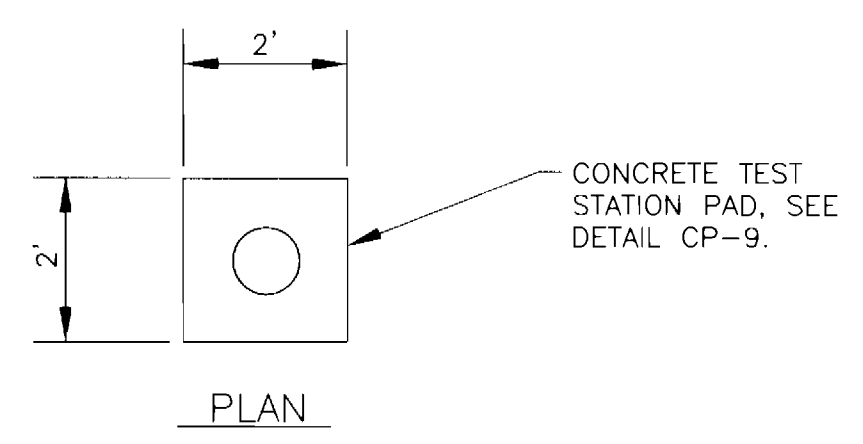 2'
CONCRETE TEST
STATION PAD, SEE
DETAIL CP-9.
2'
PLAN